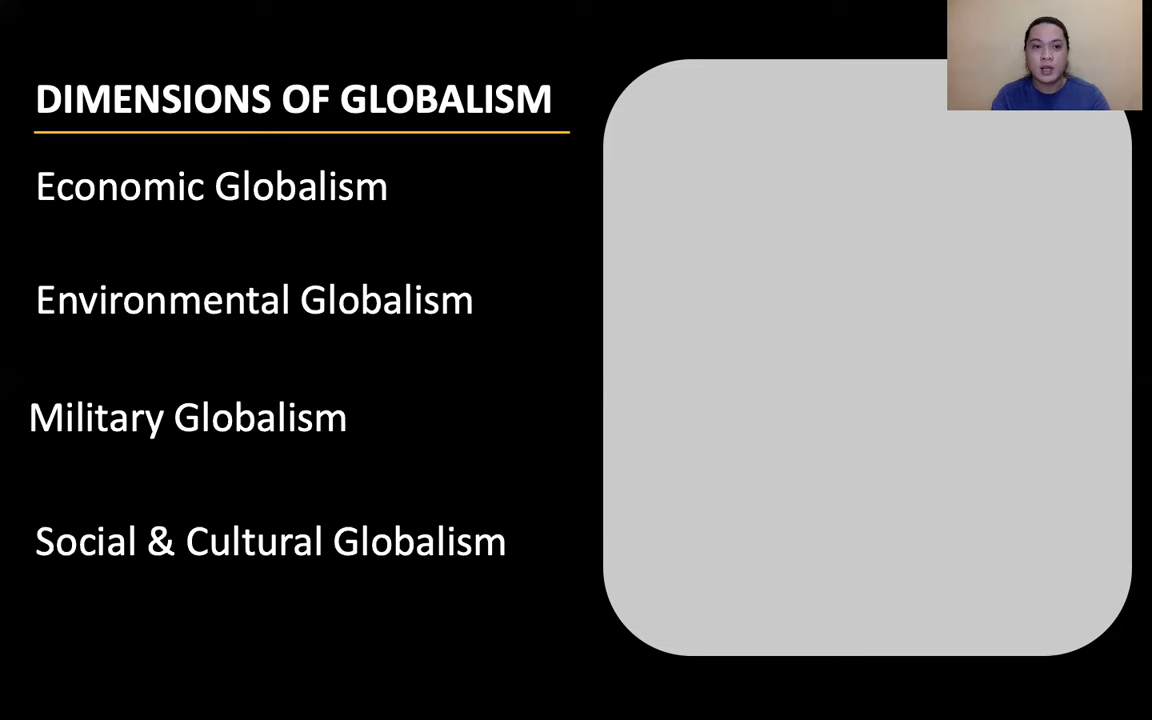 DIMENSIONS OF GLOBALISM
Economic Globalism
Environmental Globalism
Military Globalism
Social & Cultural Globalism